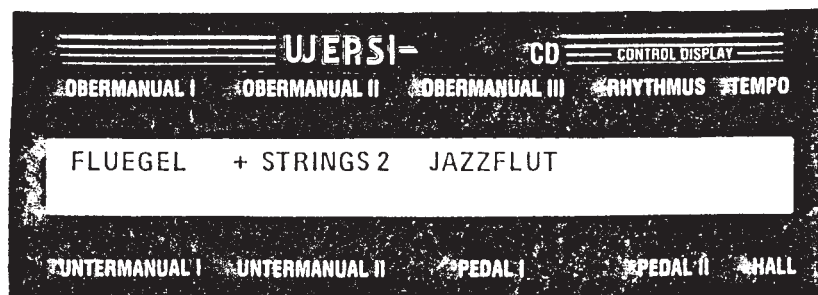 WERSI- CD CONTROL DISPLAY
OBERMANUAL I OBERMANUAL II OBERMANUAL III RHYTHMUS TEMPO
FLUEGEL + STRINGS 2 JAZZFLUT
UNTERMANUAL I UNTERMANUAL II PEDAL I PEDAL II HALL